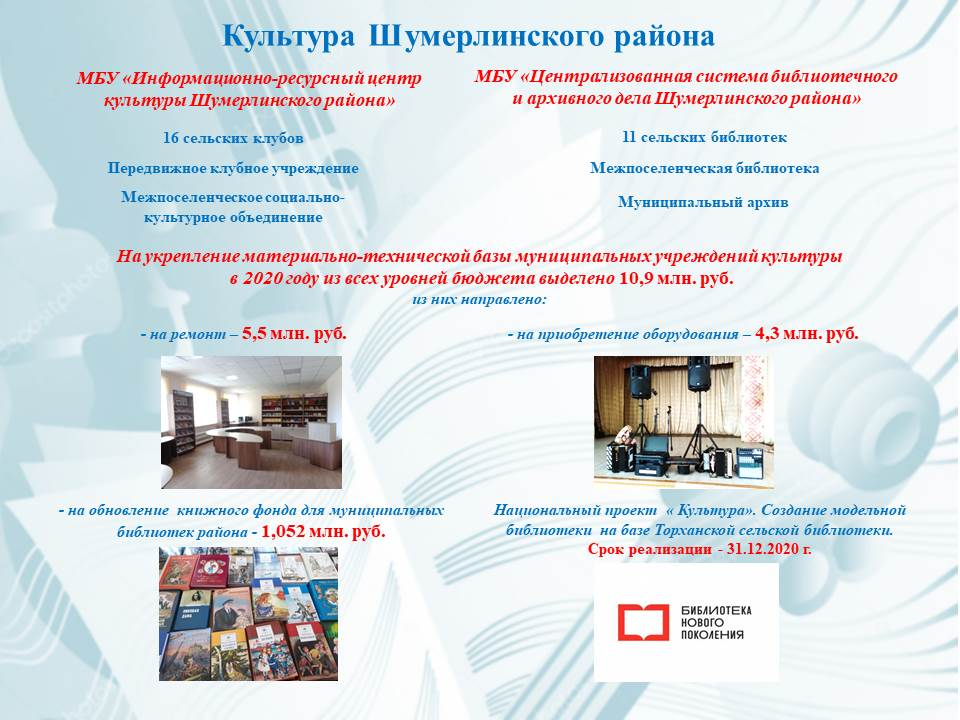 Культура Шумерлинского района
МБУ «Информационно-ресурсный центр
культуры Шумерлинского района»
16 сельских клубов
Передвижное клубное учреждение
Межпоселенческое социально-
культурное объединение
МБУ «Централизованная система библиотечного
и архивного дела Шумерлинского района»
11 сельских библиотек
Межпоселенческая библиотека
Муниципальный архив
На укрепление материально-технической базы муниципальных учреждений культуры
в 2020 году из всех уровней бюджета выделено 10,9 млн. руб.
из них направлено:
- на ремонт – 5,5 млн. руб.
- на приобретение оборудования – 4,3 млн. руб.
- на обновление книжного фонда для муниципальных
библиотек района - 1,052 млн. руб.
Национальный проект « Культура». Создание модельной
библиотеки на базе Торханской сельской библиотеки.
Срок реализации - 31.12.2020 г.
БИБЛИОТЕКА
НОВОГО
ПОКОЛЕНИЯ